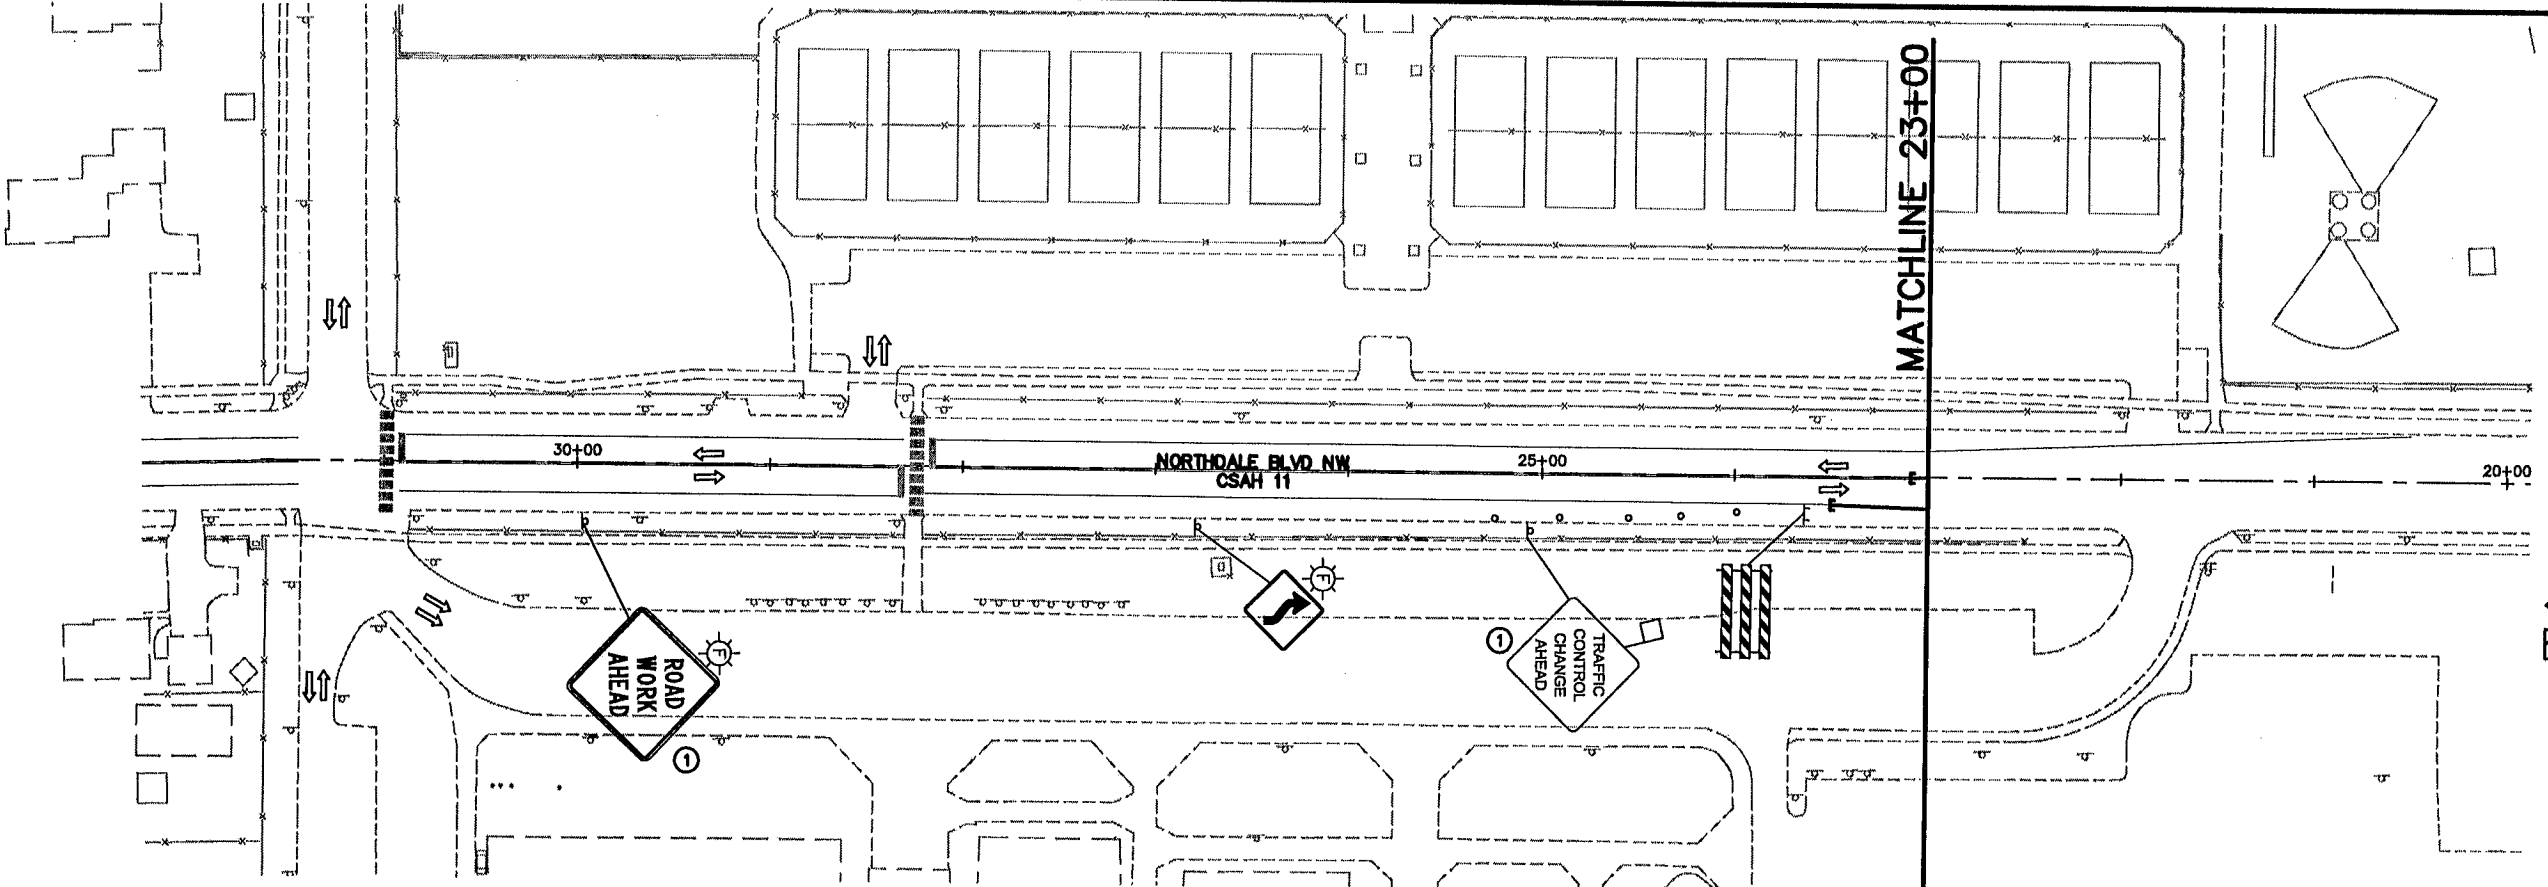 MATCHLINE 23+00
30+00
NORTHDALE BLVD NW
CSAH 11
25+00
20+00
F
ROAD
WORK
AHEAD
1
F
1
TRAFFIC
CONTROL
CHANGE
AHEAD